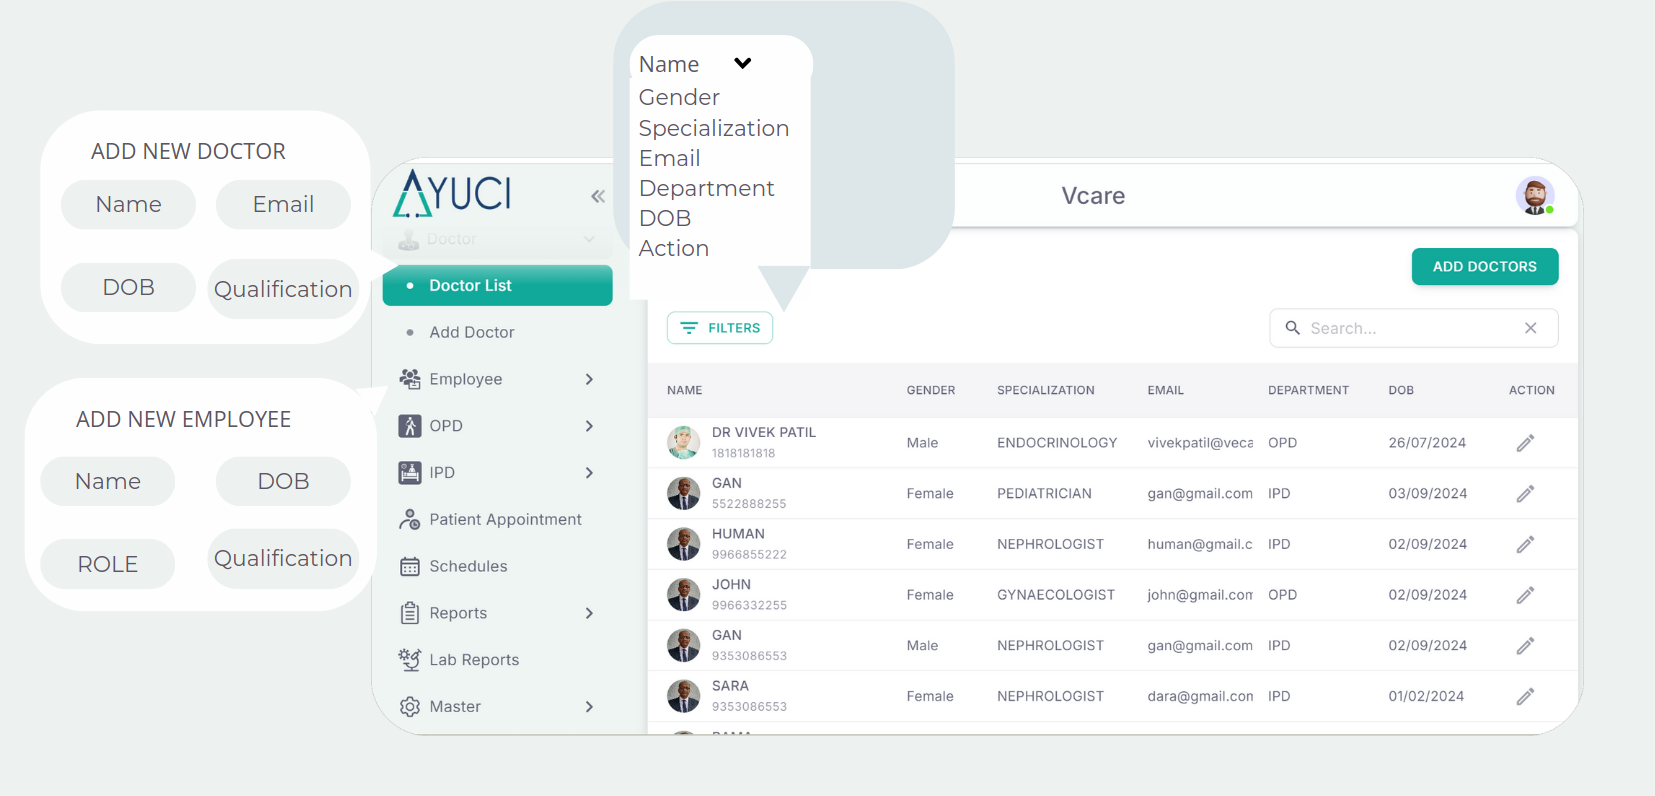 Name
Gender
Specialization
Email
Department
DOB
Action
ADD NEW DOCTOR
Name Email
DOB Qualification
ADD NEW EMPLOYEE
Name DOB
ROLE Qualification
AYUCI
Doctor
Doctor List
Add Doctor
Employee
OPD
IPD
Patient Appointment
Schedules
Reports
Lab Reports
Master
Vcare
ADD DOCTORS
FILTERS
Search...
NAME GENDER SPECIALIZATION EMAIL DEPARTMENT DOB ACTION
DR VIVEK PATIL
1818181818
Male ENDOCRINOLOGY vivekpatil@veca OPD 26/07/2024
GAN
5522888255
Female PEDIATRICIAN gan@gmail.com IPD 03/09/2024
HUMAN
9966855222
Female NEPHROLOGIST human@gmail.c IPD 02/09/2024
JOHN
9966332255
Female GYNAECOLOGIST john@gmail.com OPD 02/09/2024
GAN
9353086553
Male NEPHROLOGIST gan@gmail.com IPD 02/09/2024
SARA
9353086553
Female NEPHROLOGIST dara@gmail.com IPD 01/02/2024